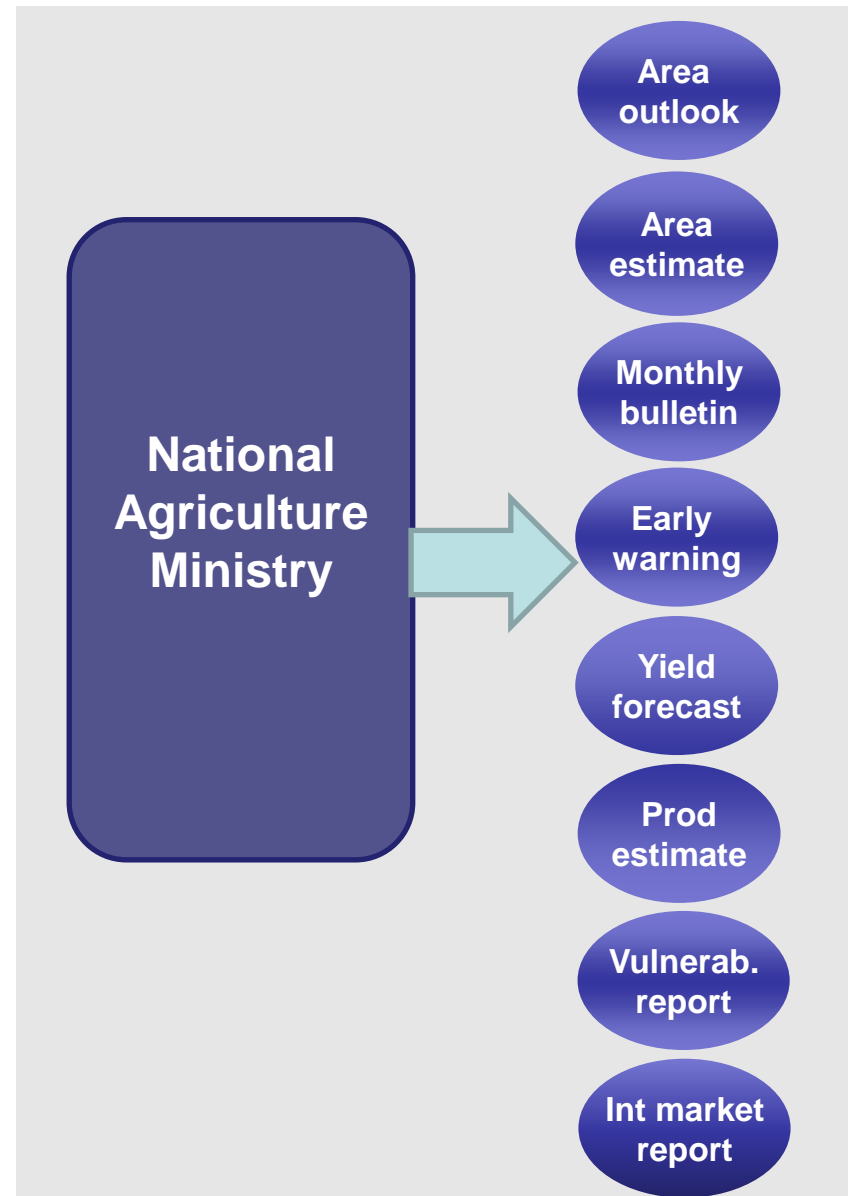 National
Agriculture
Ministry
Area
outlook
Area
estimate
Monthly
bulletin
Early
warning
Yield
forecast
Prod
estimate
Vulnerab.
report
Int market
report